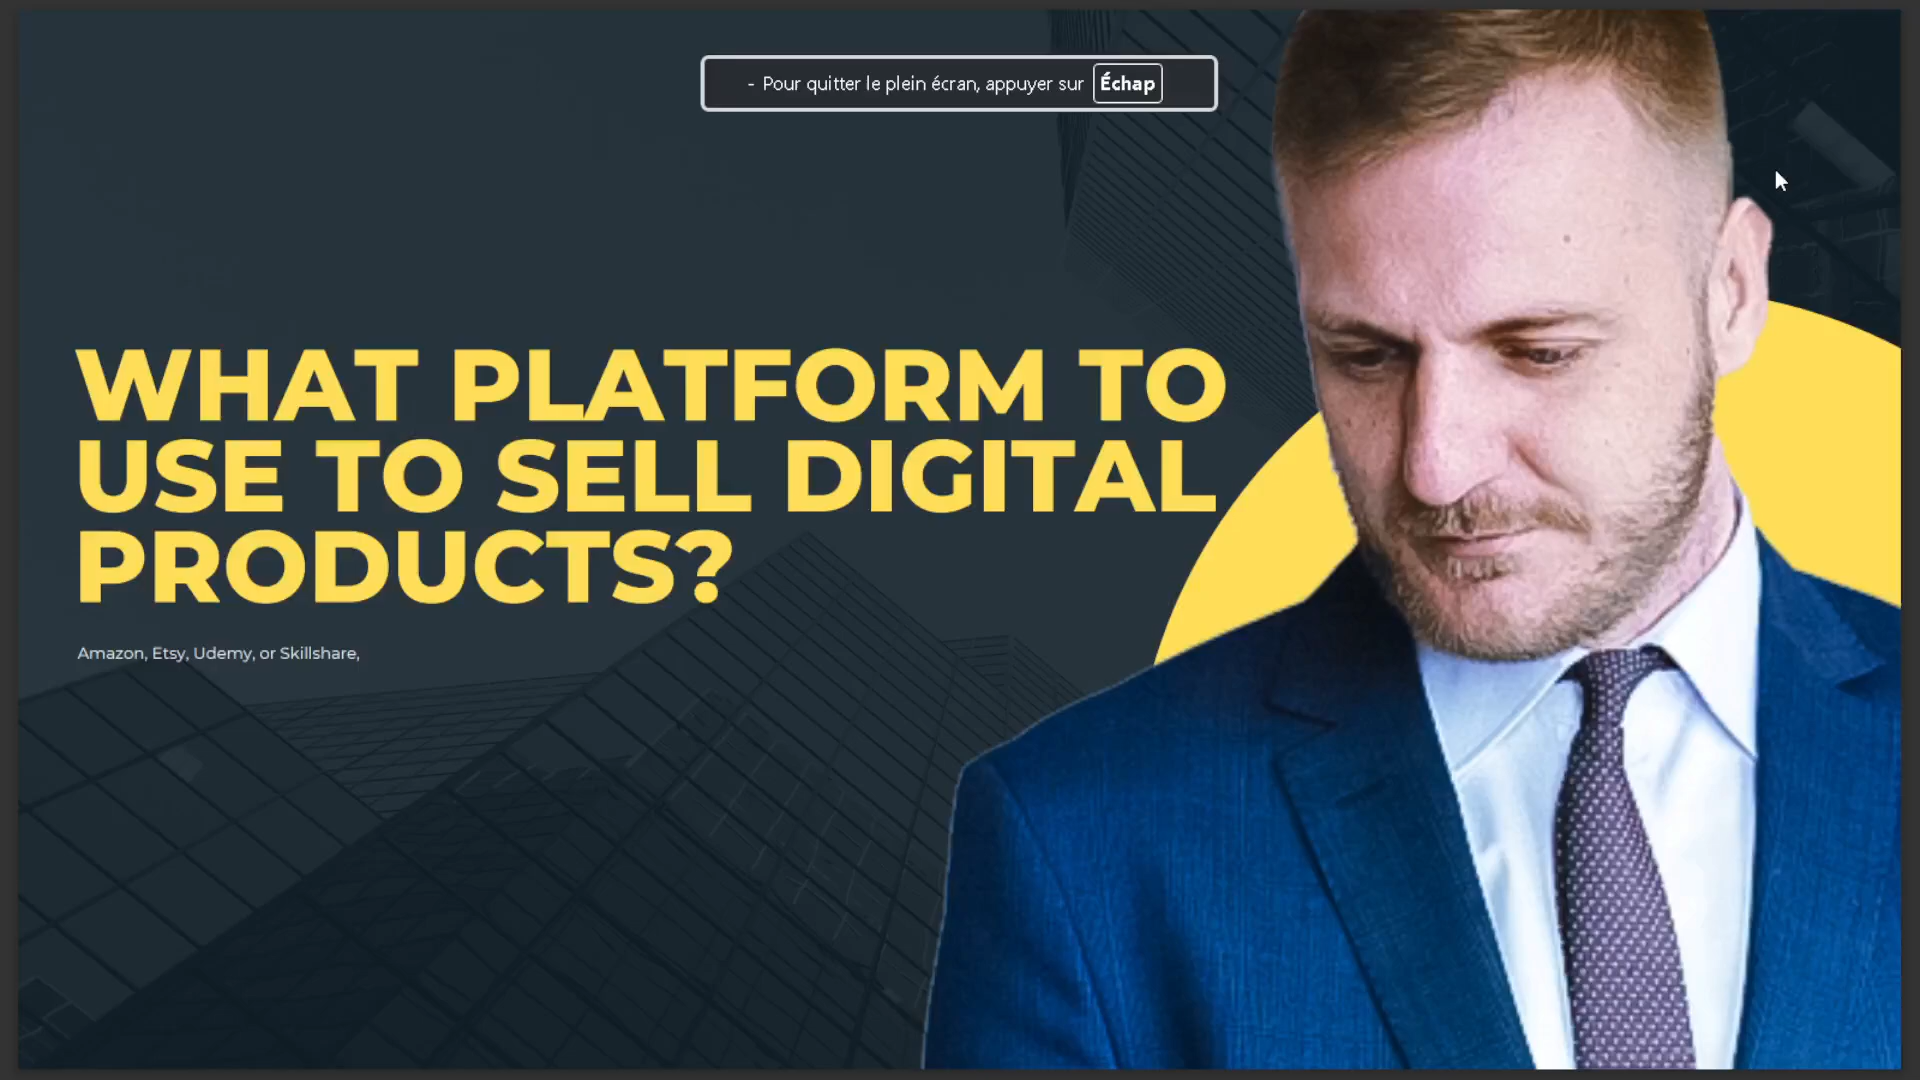 - Pour quitter le plein écran, appuyer sur Échap
WHAT PLATFORM TO
USE TO SELL DIGITAL
PRODUCTS?
Amazon, Etsy, Udemy, or Skillshare,